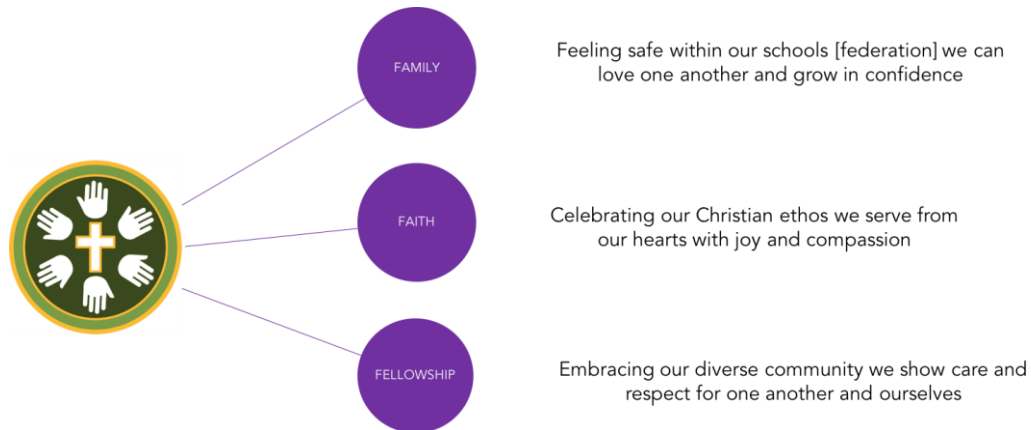 FAMILY
Feeling safe within our schools [federation] we can
love one another and grow in confidence
FAITH
Celebrating our Christian ethos we serve from
our hearts with joy and compassion
FELLOWSHIP
Embracing our diverse community we show care and
respect for one another and ourselves